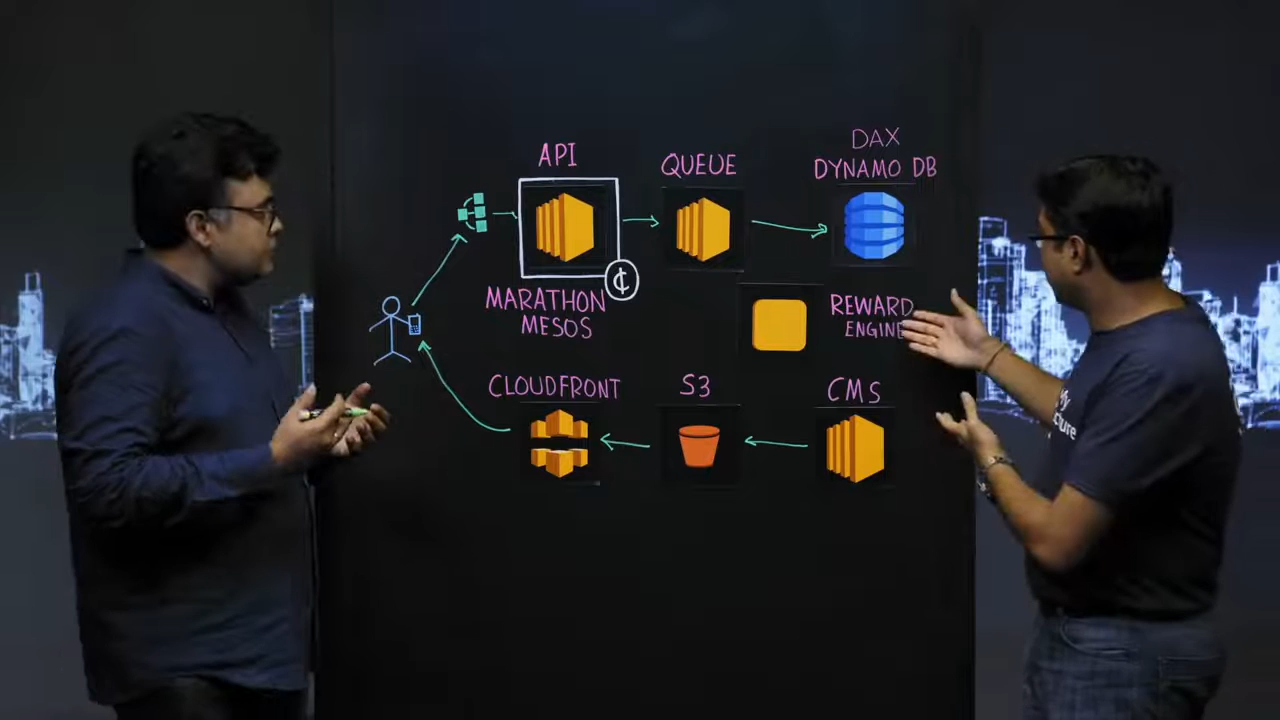 API
QUEUE
DAX
DYNAMO DB
¢
MARATHON
MESOS
REWARD
ENGINE
CLOUDFRONT
S3
CMS